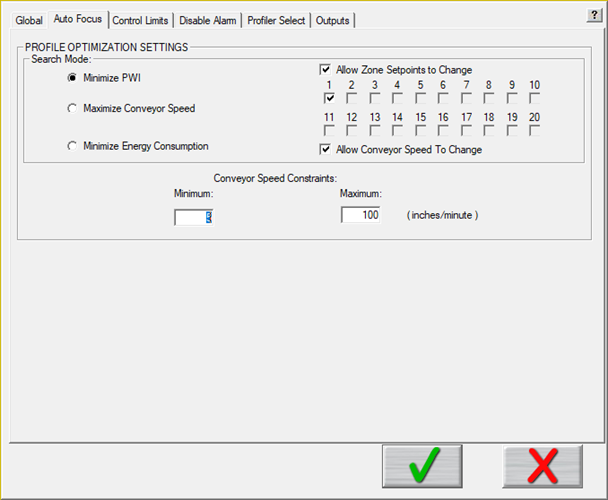 Global Auto Focus Control Limits Disable Alarm Profiler Select Outputs ?
PROFILE OPTIMIZATION SETTINGS
Search Mode:
Minimize PWI
Maximize Conveyor Speed
Minimize Energy Consumption
Allow Zone Setpoints to Change
1 2 3 4 5 6 7 8 9 10
11 12 13 14 15 16 17 18 19 20
Allow Conveyor Speed To Change
Conveyor Speed Constraints:
Minimum: Maximum:
100 ( inches/minute )